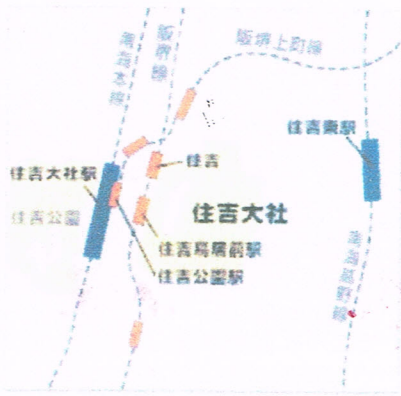 南海本線
阪堺線
阪堺上町線
住吉東駅
住吉
住吉大社駅
住吉公園
住吉大社
住吉鳥居前駅
住吉公園駅
南海高野線